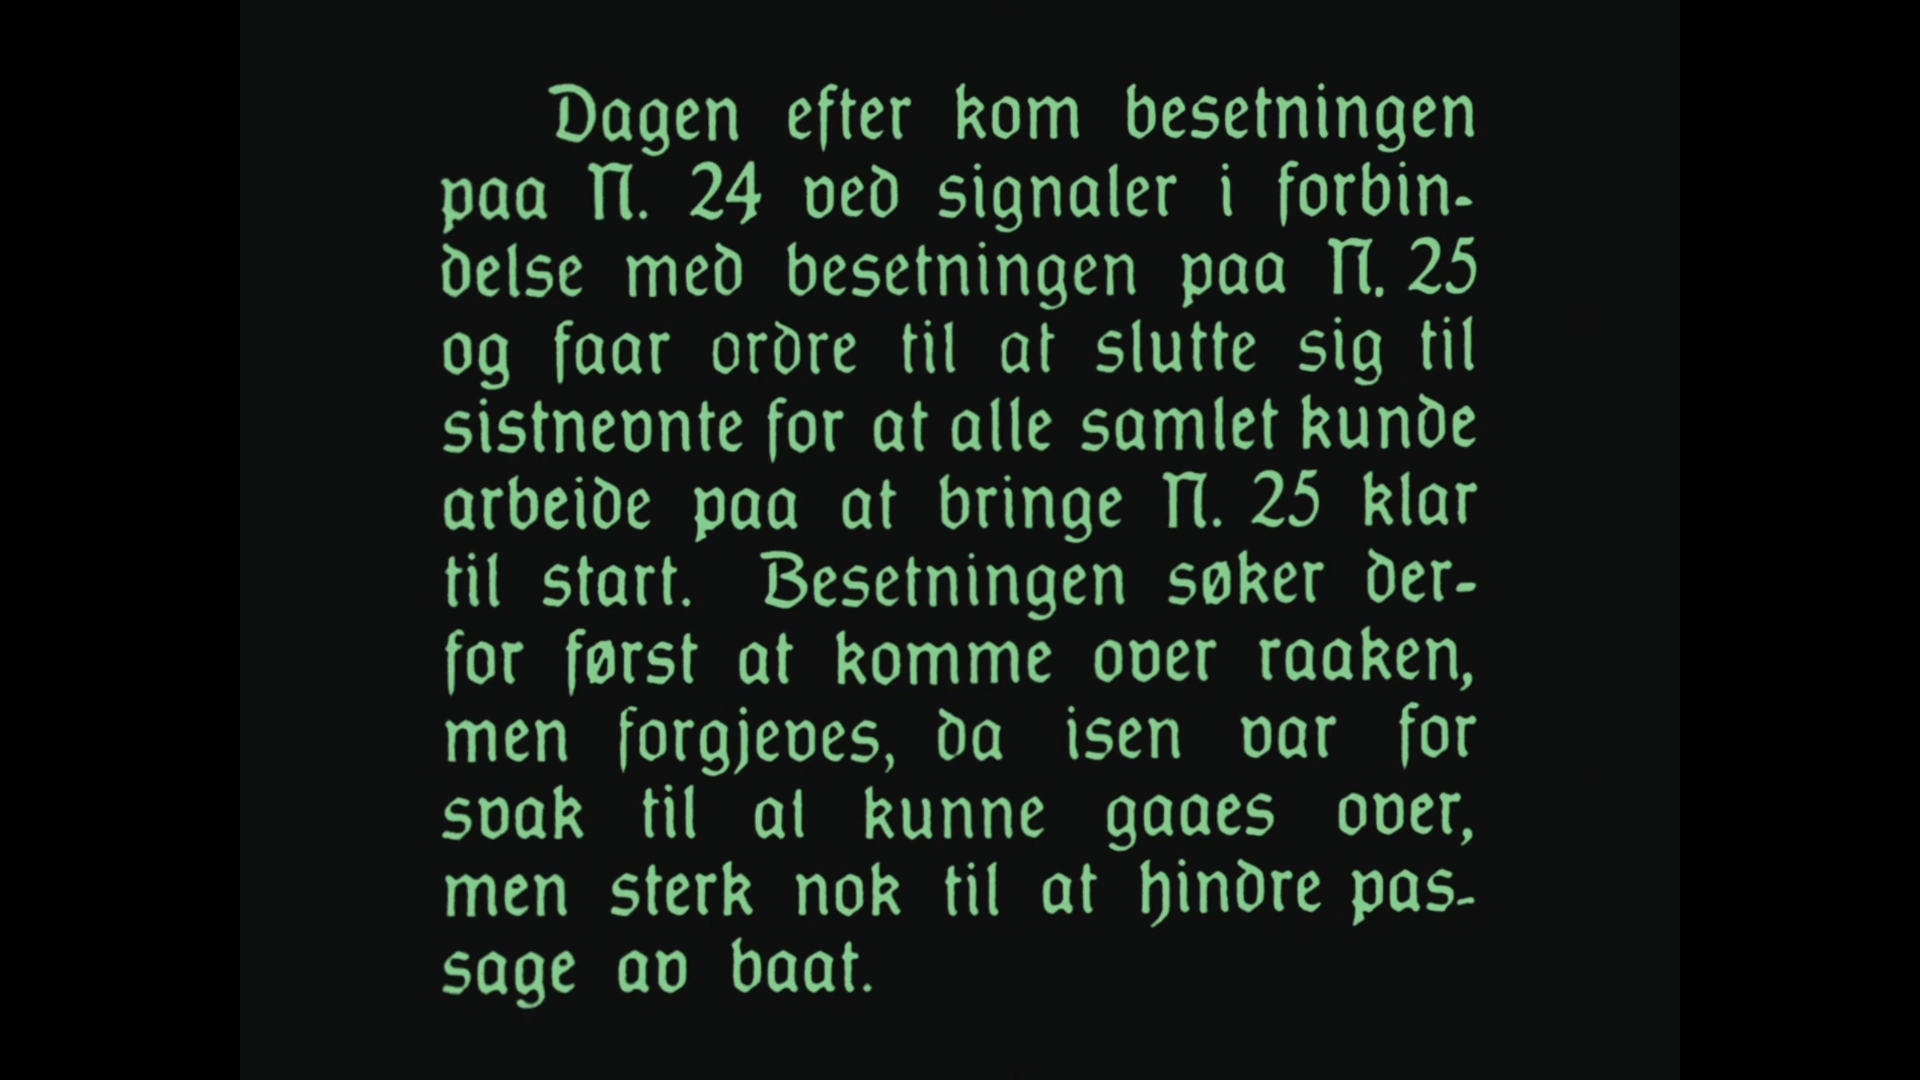 Dagen efter kom besetningen
paa N. 24 ved signaler i forbin-
delse med besetningen paa N. 25
og faar ordre til at slutte sig til
sistnevnte for at alle samlet kunde
arbeide paa at bringe N. 25 klar
til start. Besetningen søker der-
for først at komme over raaken,
men forgjeves, da isen var for
svak til at kunne gaaes over,
men sterk nok til at hindre pas-
sage av baat.